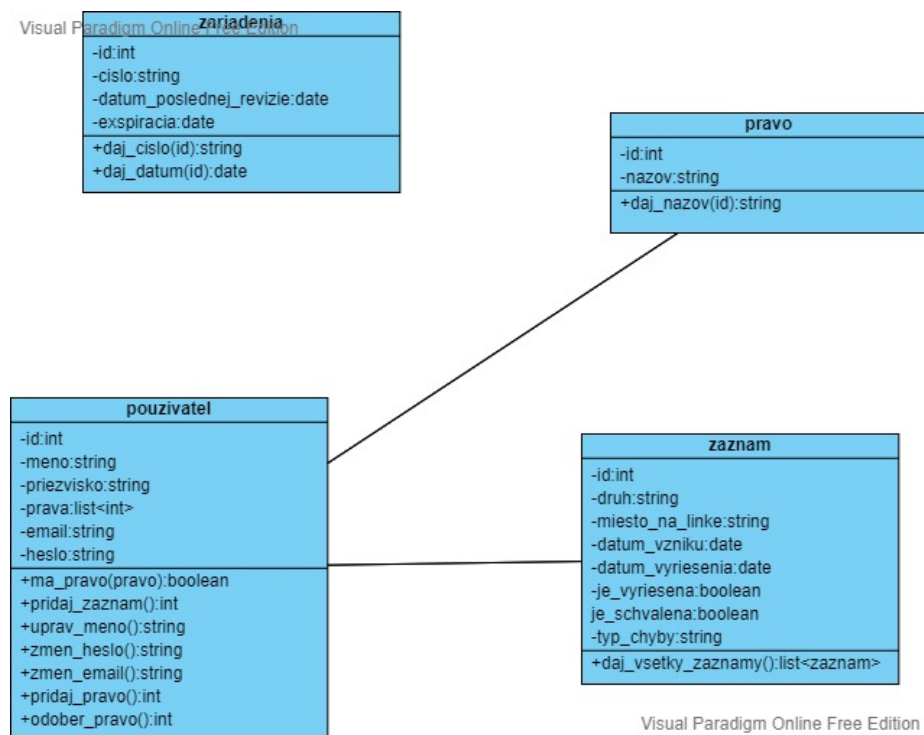 Visual Paradigm Online Free Edition
zariadenia
-id:int
-cislo:string
-datum_poslednej_revizie:date
-exspiracia:date
+daj_cislo(id):string
+daj_datum(id):date
pravo
-id:int
-nazov:string
+daj_nazov(id):string
pouzivatel
-id:int
-meno:string
-priezvisko:string
-prava:list<int>
-email:string
-heslo:string
+ma_pravo(pravo):boolean
+pridaj_zaznam():int
+uprav_meno():string
+zmen_heslo():string
+zmen_email():string
+pridaj_pravo():int
+odober_pravo():int
zaznam
-id:int
-druh:string
-miesto_na_linke:string
-datum_vzniku:date
-datum_vyriesenia:date
-je_vyriesena:boolean
je_schvalena:boolean
-typ_chyby:string
+daj_vsetky_zaznamy():list<zaznam>
Visual Paradigm Online Free Edition